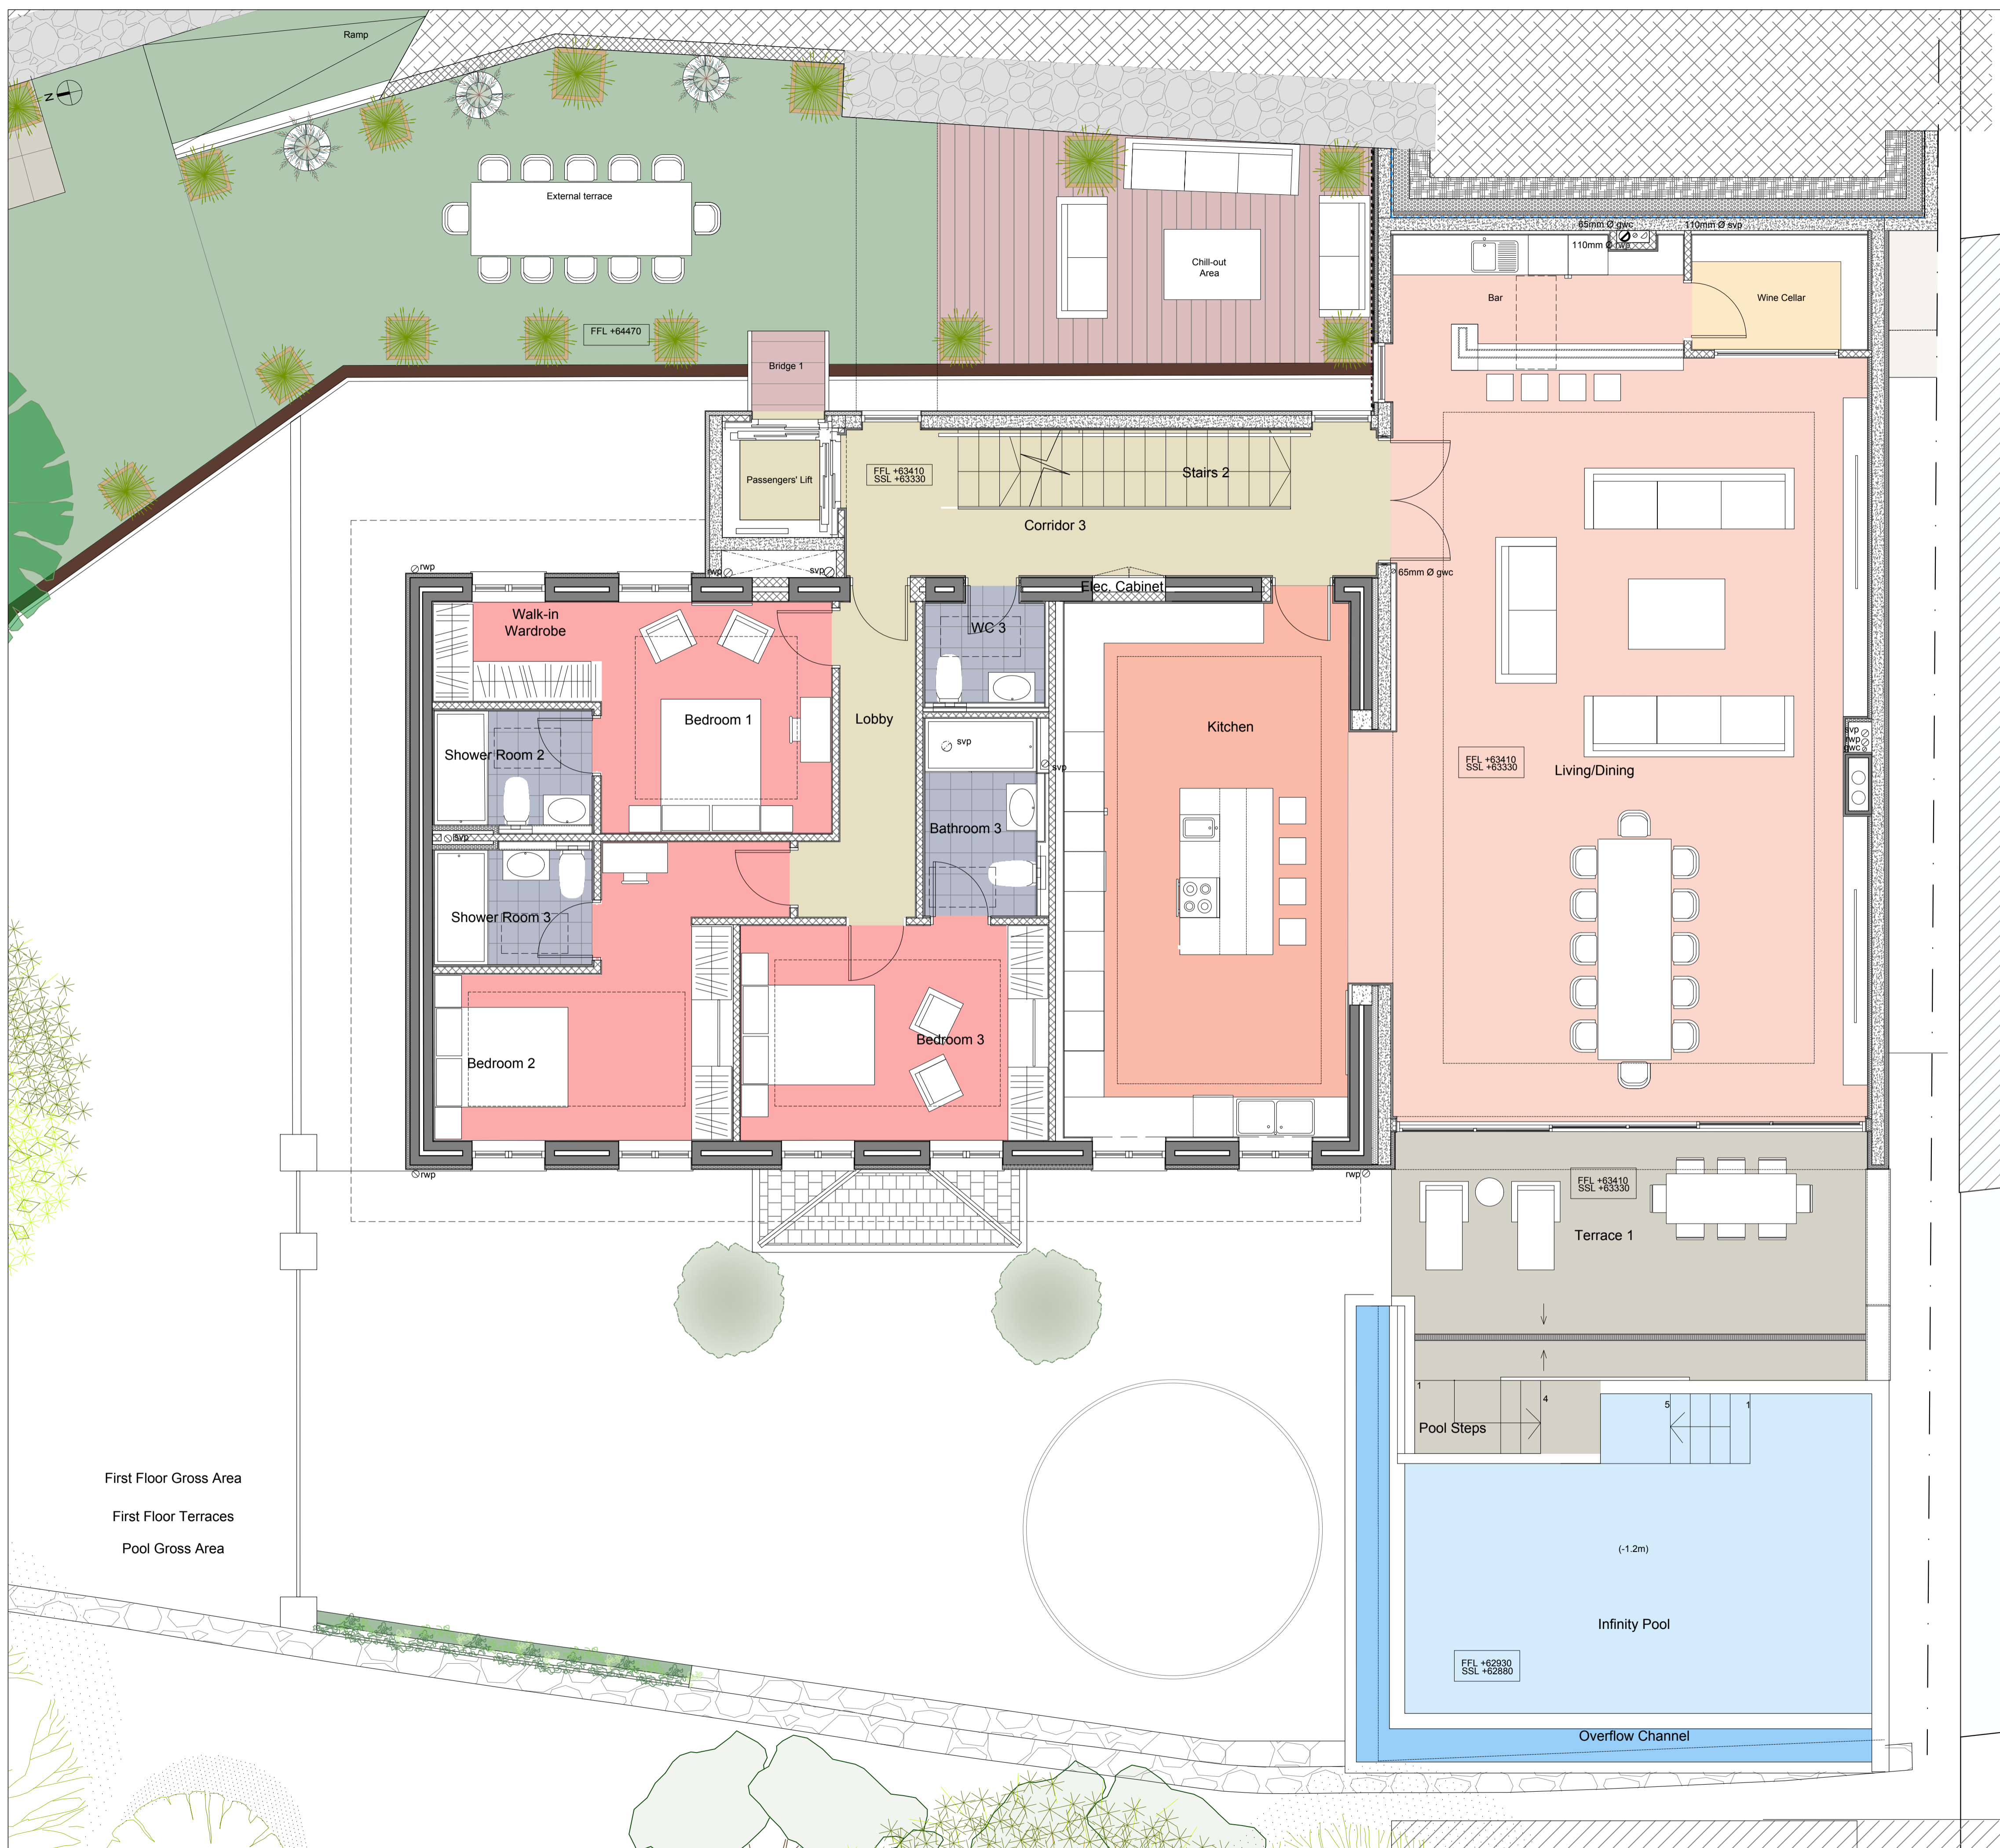 Ramp
N
External terrace
Chill-out
Area
65mm Ø gwc
110mm Ø svp
110mm Ø rwp
Bar
Wine Cellar
FFL +64470
Bridge 1
Passengers' Lift
FFL +63410
SSL +63330
Stairs 2
Corridor 3
rwp
rwp
svp
65mm Ø gwc
Elec. Cabinet
Walk-in
Wardrobe
WC 3
Bedroom 1
Lobby
Kitchen
svp
svp
Shower Room 2
svp
rwp
gwc
FFL +63410
SSL +63330
Living/Dining
svp
Bathroom 3
Shower Room 3
Bedroom 2
Bedroom 3
rwp
rwp
FFL +63410
SSL +63330
Terrace 1
1
4
5
1
Pool Steps
First Floor Gross Area
First Floor Terraces
Pool Gross Area
(-1.2m)
Infinity Pool
FFL +62930
SSL +62880
Overflow Channel